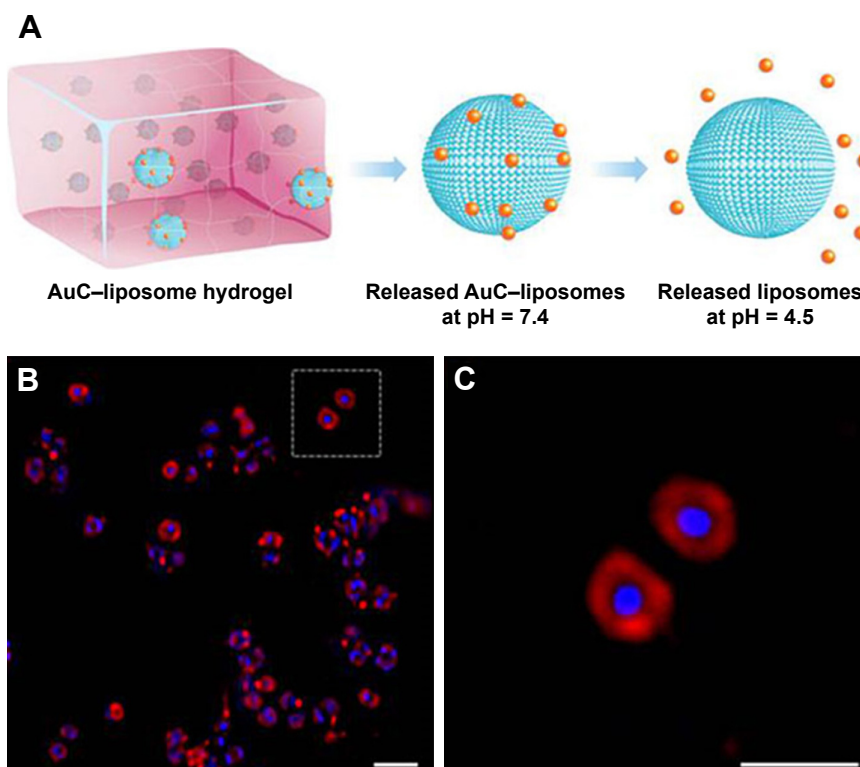 A
AuC–liposome hydrogel
Released AuC–liposomes
at pH = 7.4
Released liposomes
at pH = 4.5
B
C